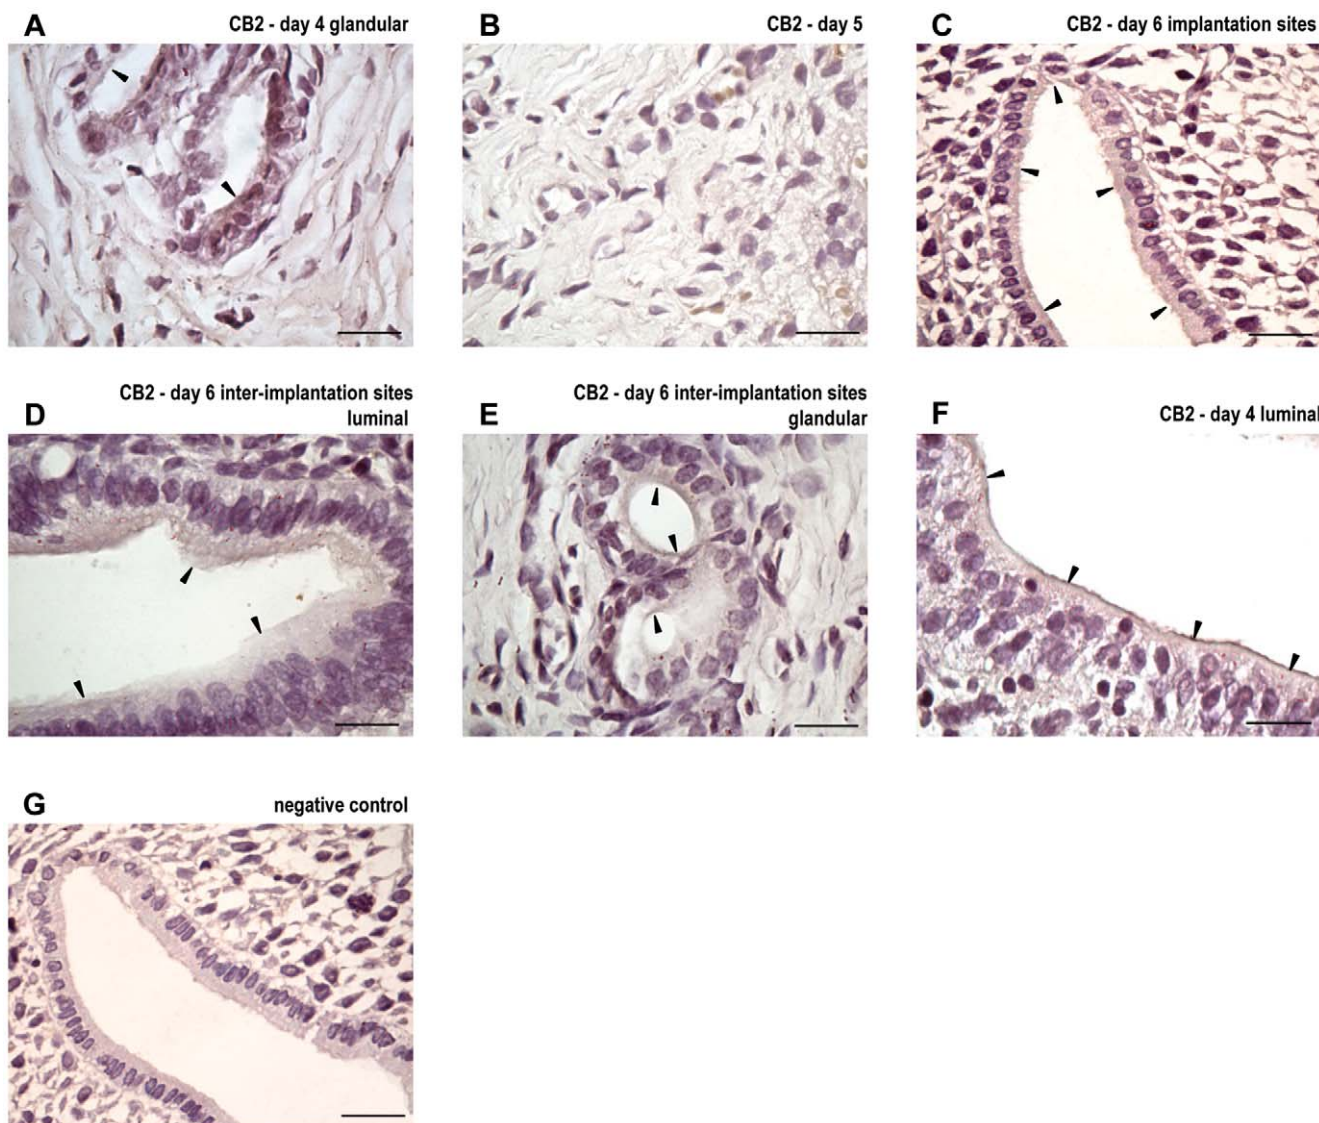 A
CB2 - day 4 glandular
B
CB2 - day 5
C
CB2 - day 6 implantation sites
D
CB2 - day 6 inter-implantation sites
luminal
E
CB2 - day 6 inter-implantation sites
glandular
F
CB2 - day 4 luminal
G
negative control